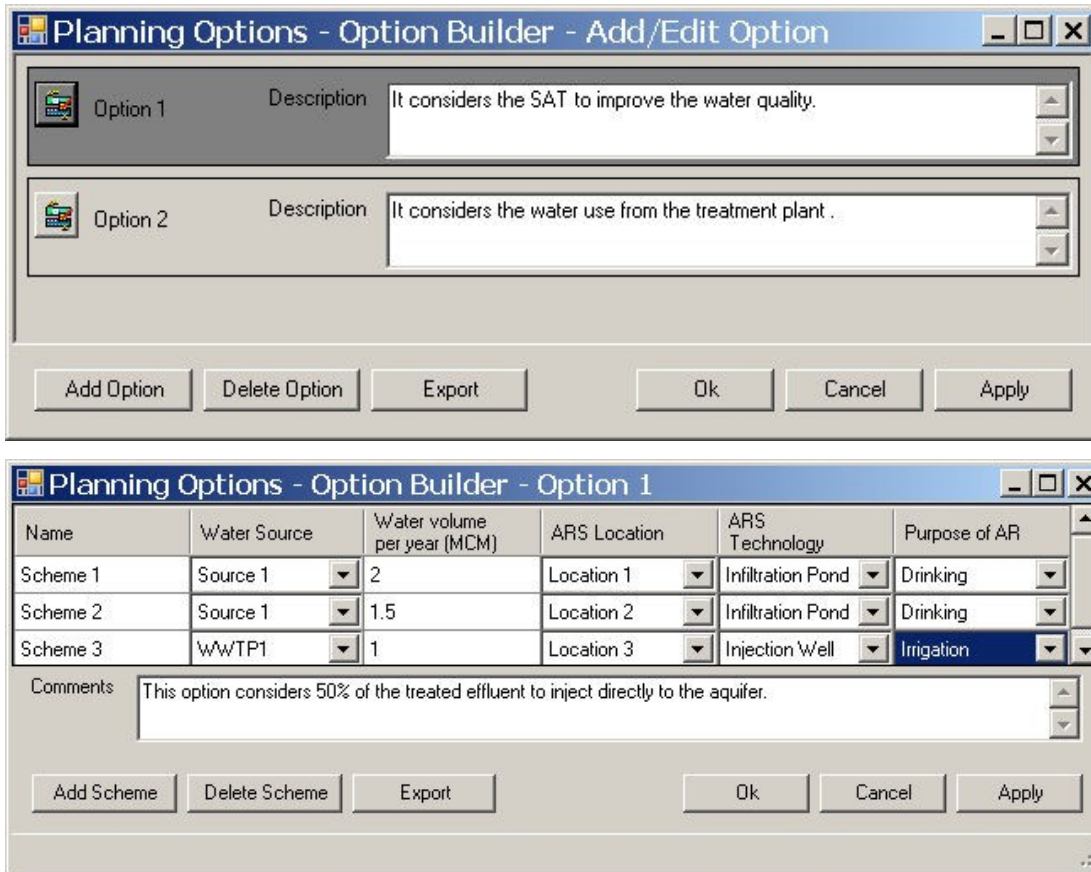 Planning Options - Option Builder - Add/Edit Option
Option 1 Description It considers the SAT to improve the water quality.
Option 2 Description It considers the water use from the treatment plant .
Add Option Delete Option Export Ok Cancel Apply
Planning Options - Option Builder - Option 1
Name Water Source Water volume per year (MCM) ARS Location ARS Technology Purpose of AR
Scheme 1 Source 1 2 Location 1 Infiltration Pond Drinking
Scheme 2 Source 1 1.5 Location 2 Infiltration Pond Drinking
Scheme 3 WWTP1 1 Location 3 Injection Well Irrigation
Comments This option considers 50% of the treated effluent to inject directly to the aquifer.
Add Scheme Delete Scheme Export Ok Cancel Apply